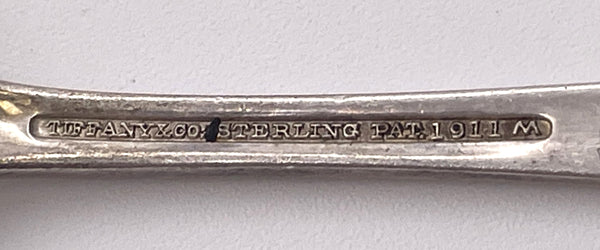 TIFFANY & CO. STERLING PAT. 1911 M